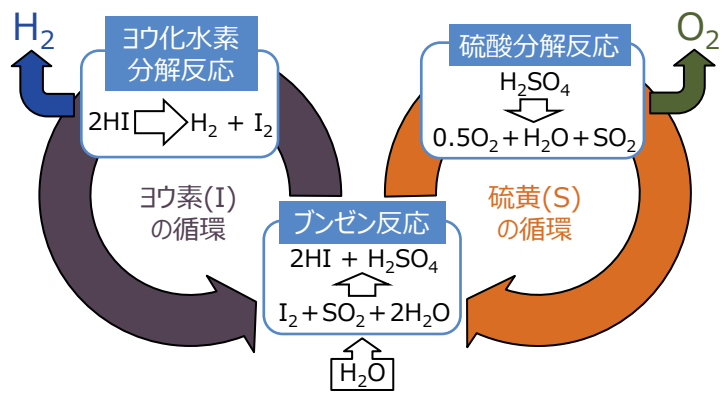 H₂
ヨウ化水素
分解反応
2HI H₂ + I₂
硫酸分解反応
H₂SO₄
0.5O₂+H₂O+SO₂
O₂
ヨウ素(I)
の循環
硫黄(S)
の循環
ブンゼン反応
2HI + H₂SO₄
I₂+SO₂+2H₂O
H₂O